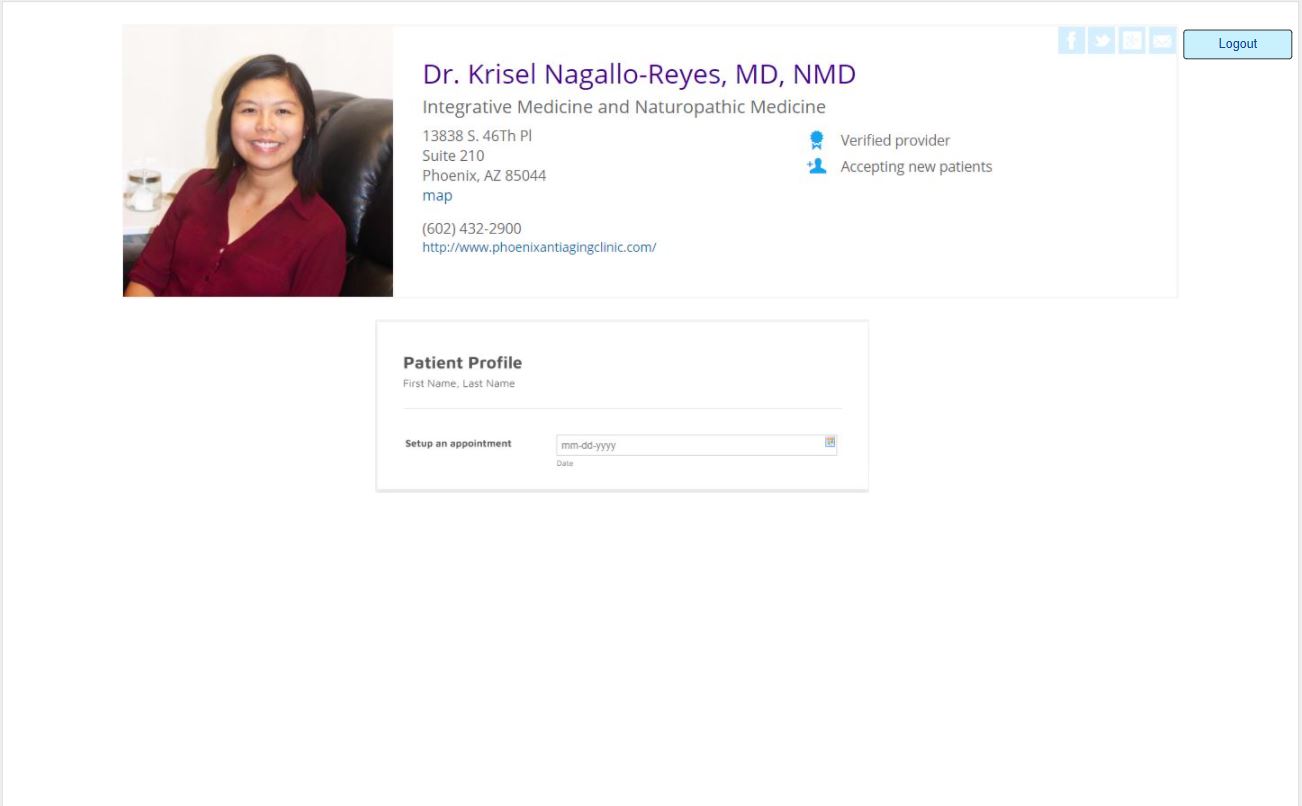 Logout
Dr. Krisel Nagallo-Reyes, MD, NMD
Integrative Medicine and Naturopathic Medicine
13838 S. 46Th Pl
Suite 210
Phoenix, AZ 85044
map
(602) 432-2900
http://www.phoenixantiagingclinic.com/
Verified provider
Accepting new patients
Patient Profile
First Name, Last Name
Setup an appointment
mm-dd-yyyy
Date